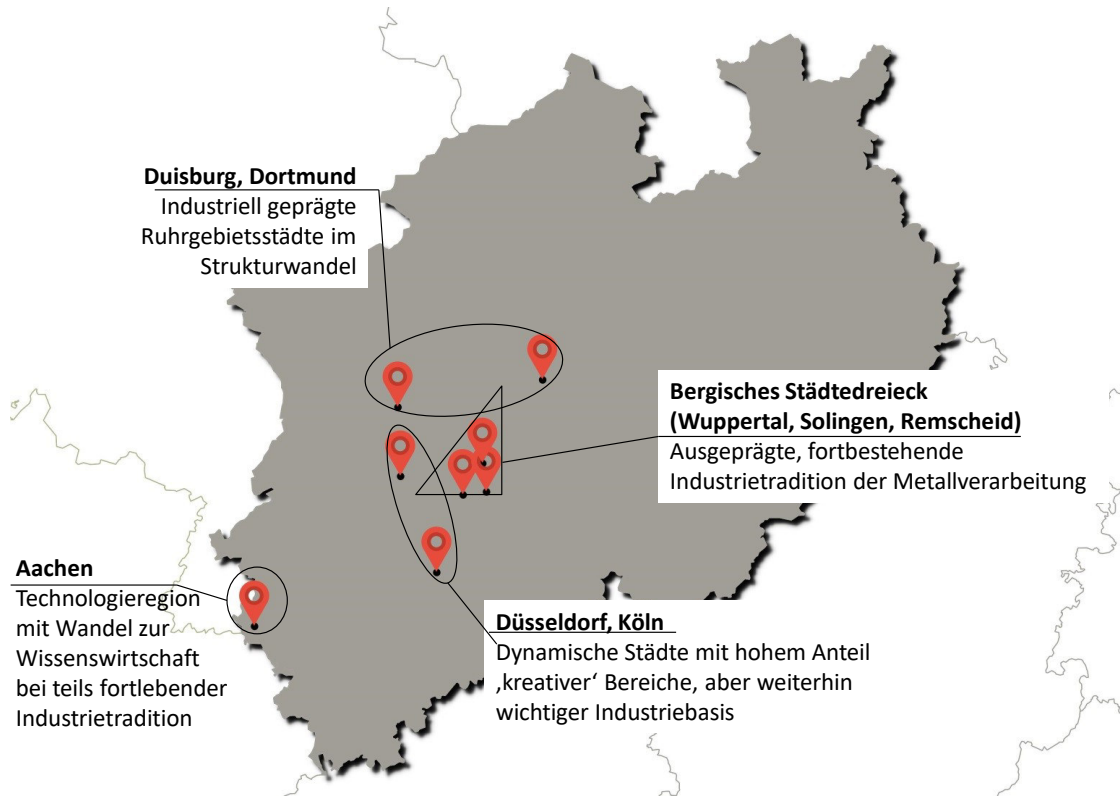 Duisburg, Dortmund
Industriell geprägte
Ruhrgebietsstädte im
Strukturwandel
Bergisches Städtedreieck
(Wuppertal, Solingen, Remscheid)
Ausgeprägte, fortbestehende
Industrietradition der Metallverarbeitung
Aachen
Technologieregion
mit Wandel zur
Wissenswirtschaft
bei teils fortlebender
Industrietradition
Düsseldorf, Köln
Dynamische Städte mit hohem Anteil
‚kreativer‘ Bereiche, aber weiterhin
wichtiger Industriebasis